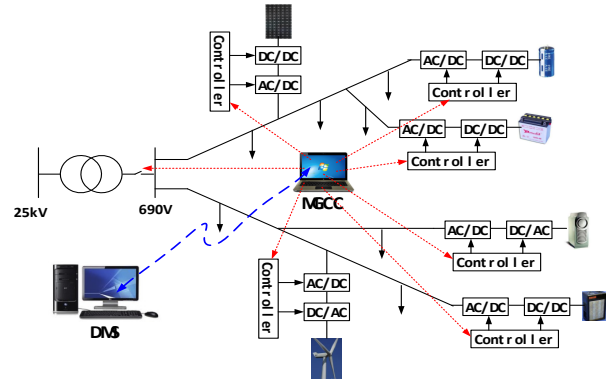 Controller
DC/DC
AC/DC
AC/DC
DC/DC
Controller
AC/DC
DC/DC
Controller
25kV
690V
MGCC
AC/DC
DC/AC
Controller
Controller
AC/DC
DC/AC
AC/DC
DC/DC
Controller
DMS